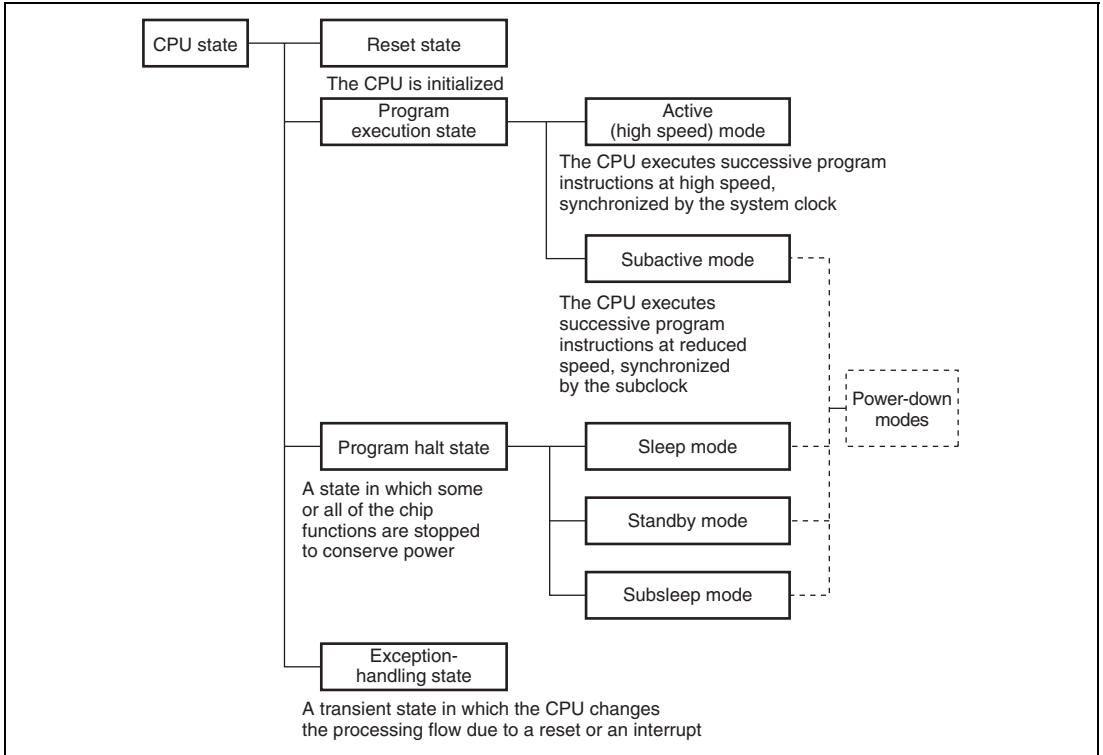 CPU state
Reset state
The CPU is initialized
Program
execution state
Active
(high speed) mode
The CPU executes successive program
instructions at high speed,
synchronized by the system clock
Subactive mode
The CPU executes
successive program
instructions at reduced
speed, synchronized
by the subclock
Power-down
modes
Program halt state
A state in which some
or all of the chip
functions are stopped
to conserve power
Sleep mode
Standby mode
Subsleep mode
Exception-
handling state
A transient state in which the CPU changes
the processing flow due to a reset or an interrupt